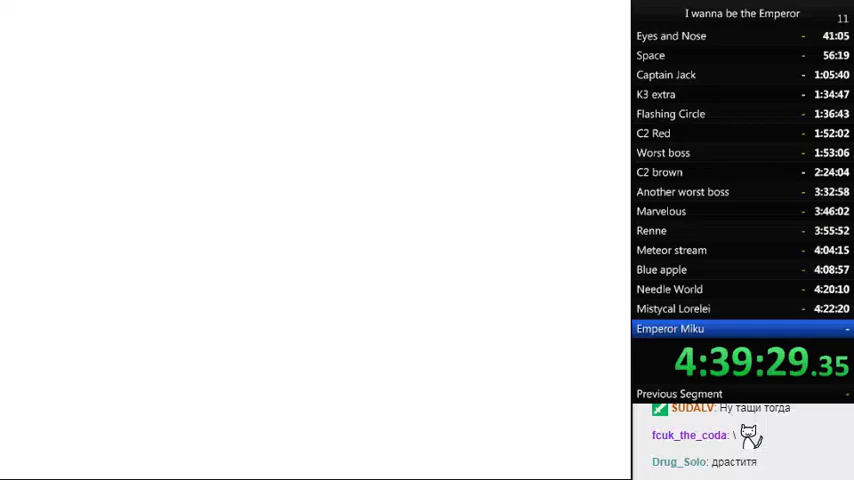 I wanna be the Emperor
11
Eyes and Nose - 41:05
Space - 56:19
Captain Jack - 1:05:40
K3 extra - 1:34:47
Flashing Circle - 1:36:43
C2 Red - 1:52:02
Worst boss - 1:53:06
C2 brown - 2:24:04
Another worst boss - 3:32:58
Marvelous - 3:46:02
Renne - 3:55:52
Meteor stream - 4:04:15
Blue apple - 4:08:57
Needle World - 4:20:10
Mistycal Lorelei - 4:22:20
Emperor Miku -
4:39:29.35
Previous Segment -
SUDALV: Ну тащи тогда
fcuk_the_coda: \
Drug_Solo: драститя